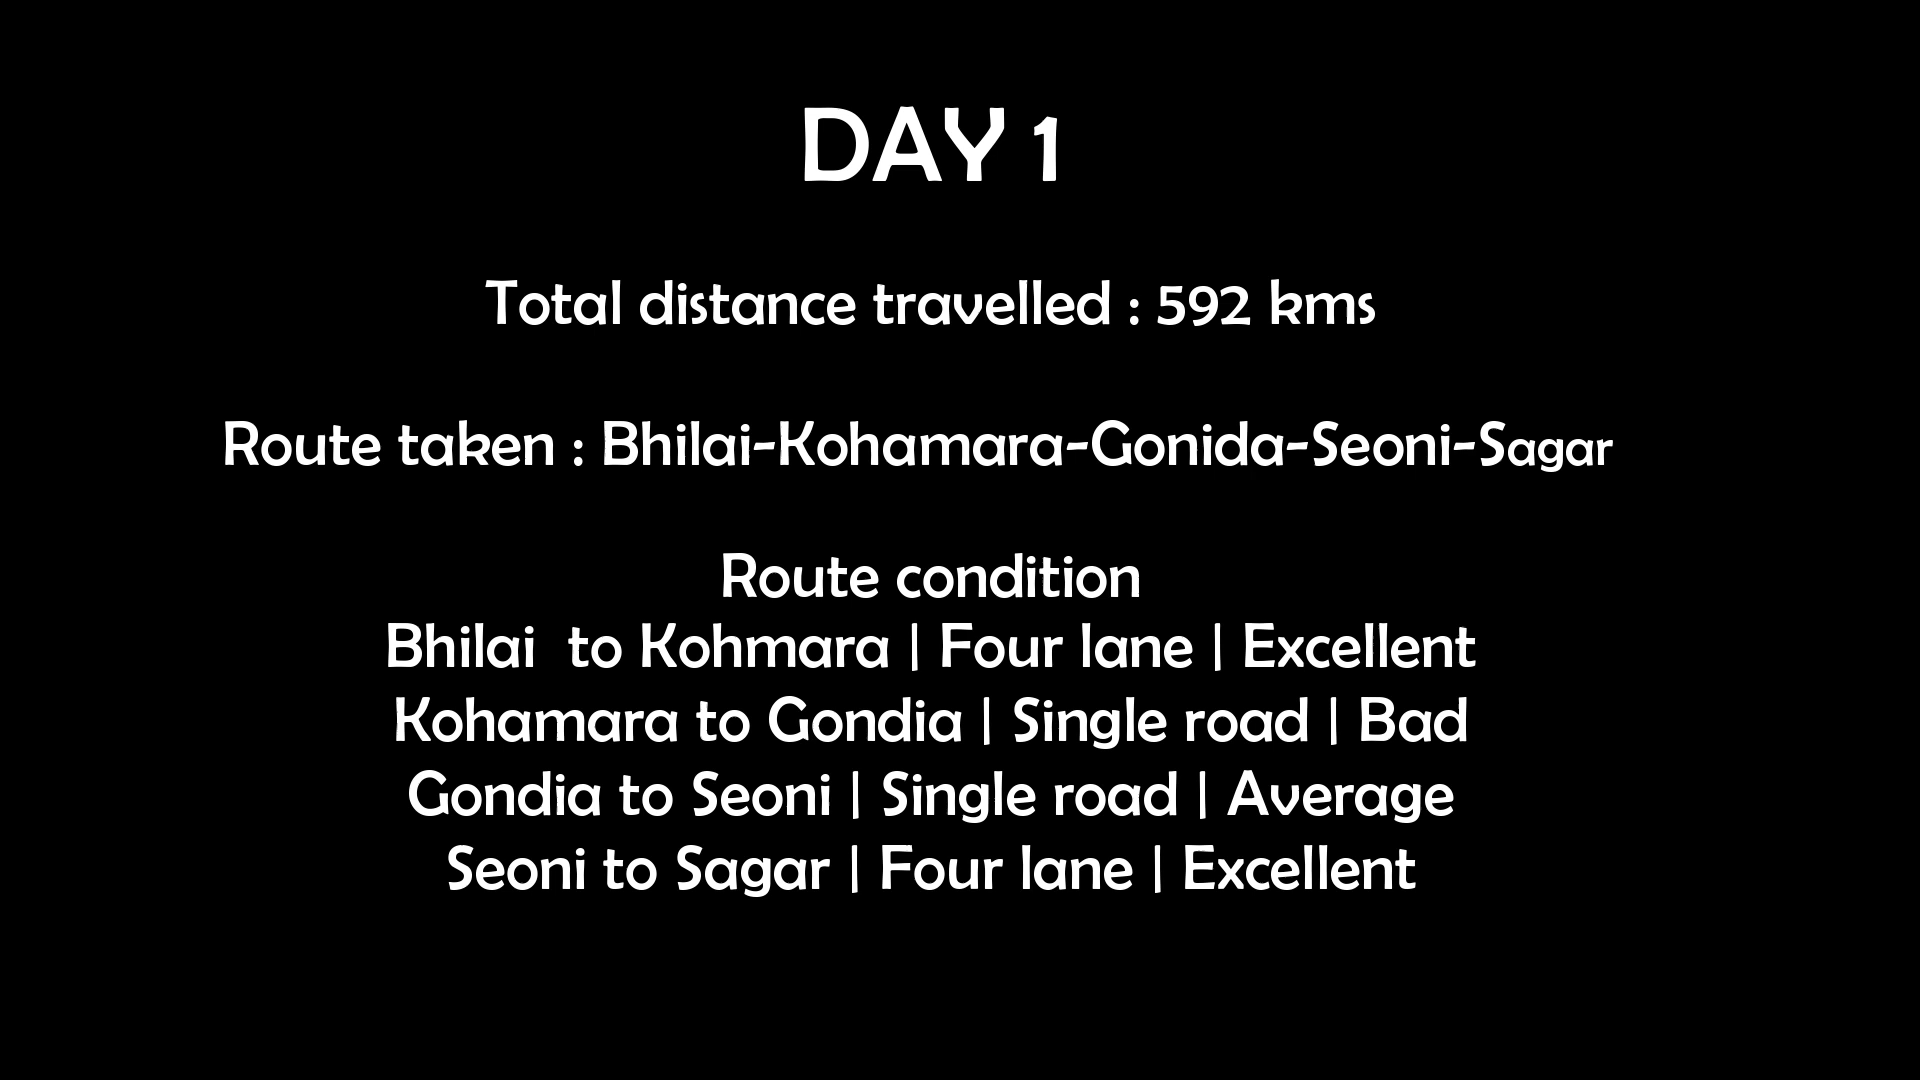 DAY 1
Total distance travelled : 592 kms
Route taken : Bhilai-Kohamara-Gonida-Seoni-Sagar
Route condition
Bhilai  to Kohmara | Four lane | Excellent
Kohamara to Gondia | Single road | Bad
Gondia to Seoni | Single road | Average
Seoni to Sagar | Four lane | Excellent